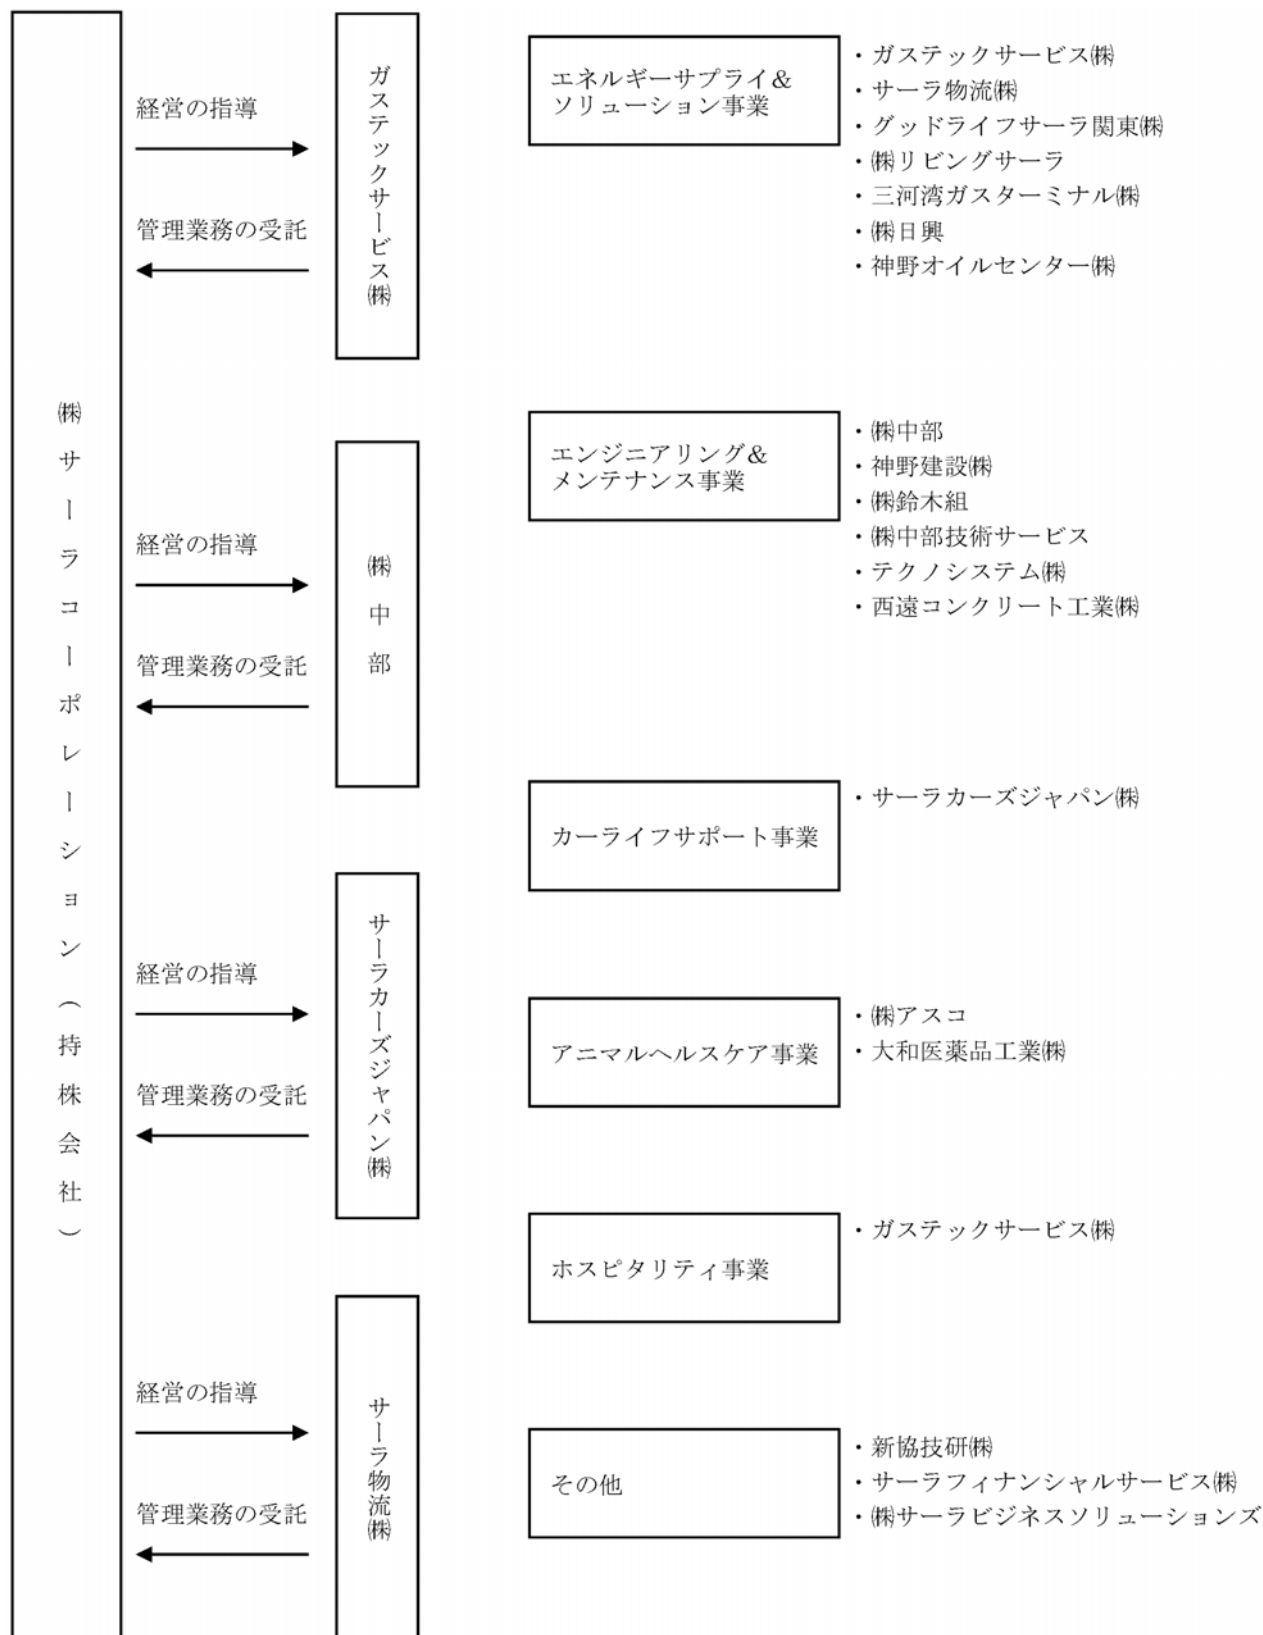 ㈱サーラコーポレーション（持株会社）
経営の指導
管理業務の受託
ガステックサービス㈱
経営の指導
管理業務の受託
㈱中部
経営の指導
管理業務の受託
サーラカーズジャパン㈱
経営の指導
管理業務の受託
サーラ物流㈱
エネルギーサプライ＆
ソリューション事業
・ガステックサービス㈱
・サーラ物流㈱
・グッドライフサーラ関東㈱
・㈱リビングサーラ
・三河湾ガスターミナル㈱
・㈱日興
・神野オイルセンター㈱
エンジニアリング＆
メンテナンス事業
・㈱中部
・神野建設㈱
・㈱鈴木組
・㈱中部技術サービス
・テクノシステム㈱
・西遠コンクリート工業㈱
カーライフサポート事業
・サーラカーズジャパン㈱
アニマルヘルスケア事業
・㈱アスコ
・大和医薬品工業㈱
ホスピタリティ事業
・ガステックサービス㈱
その他
・新協技研㈱
・サーラフィナンシャルサービス㈱
・㈱サーラビジネスソリューションズ